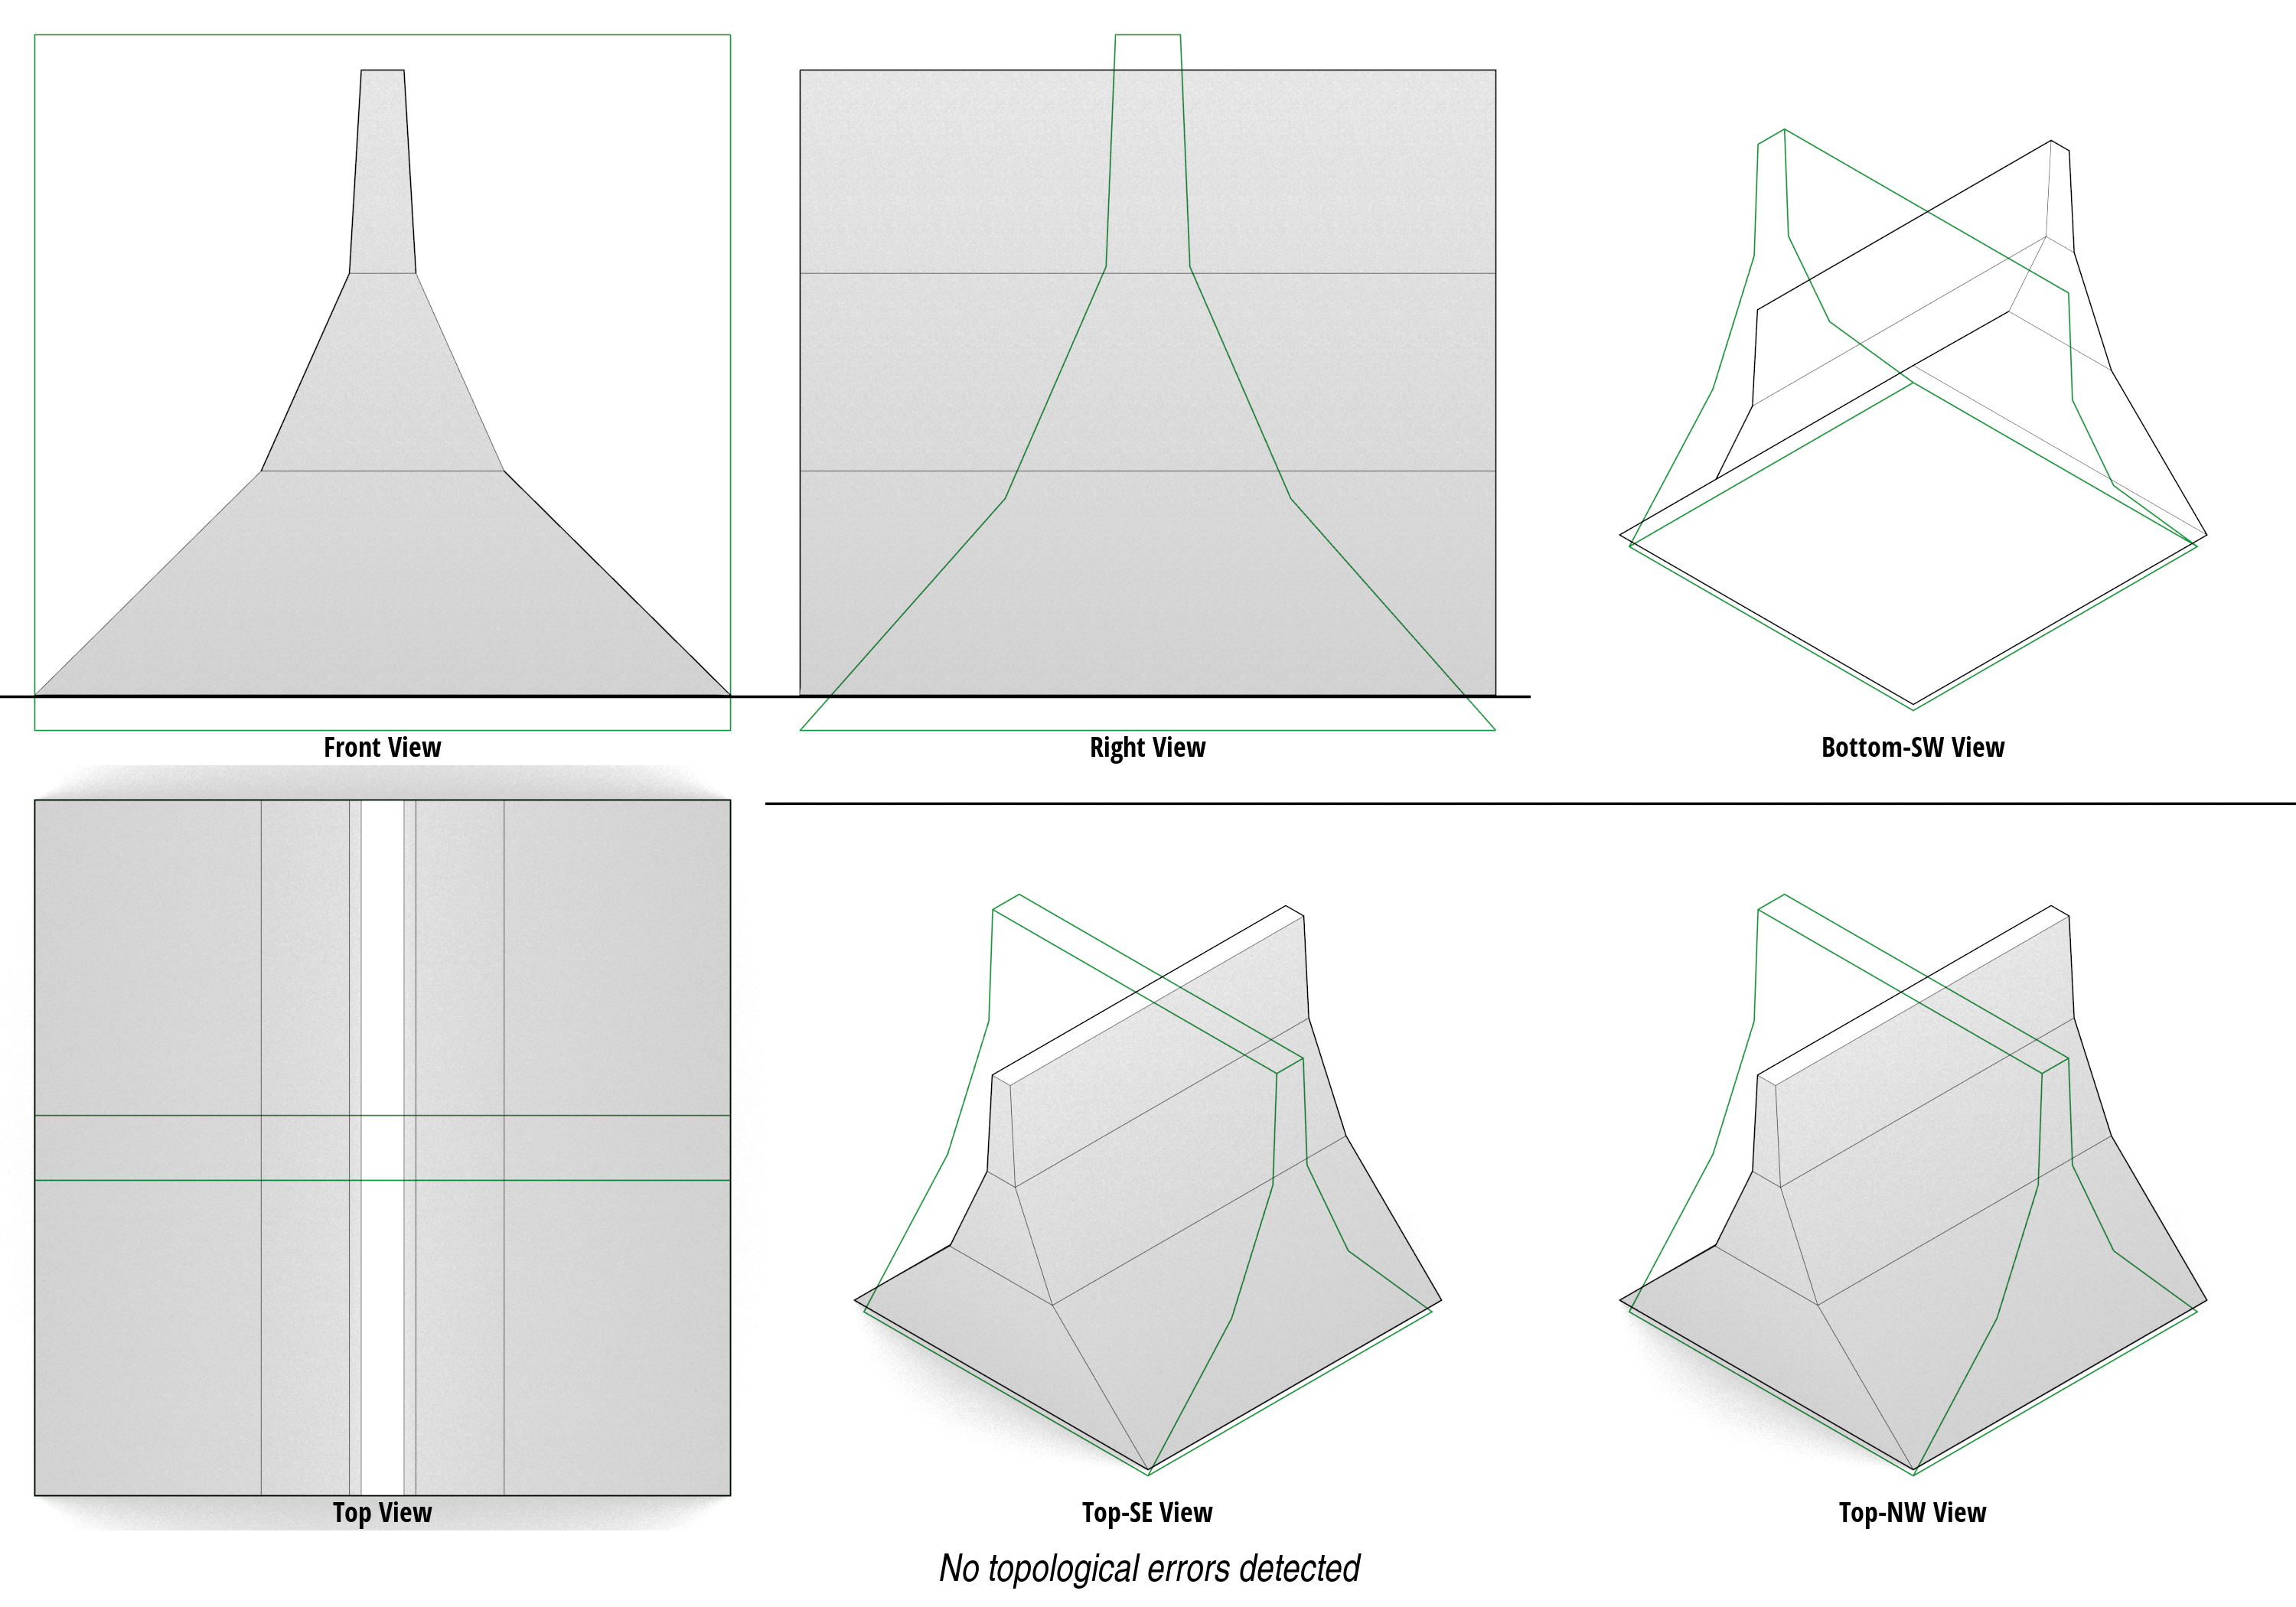 Front View
Right View
Bottom-SW View
Top View
Top-SE View
Top-NW View
No topological errors detected